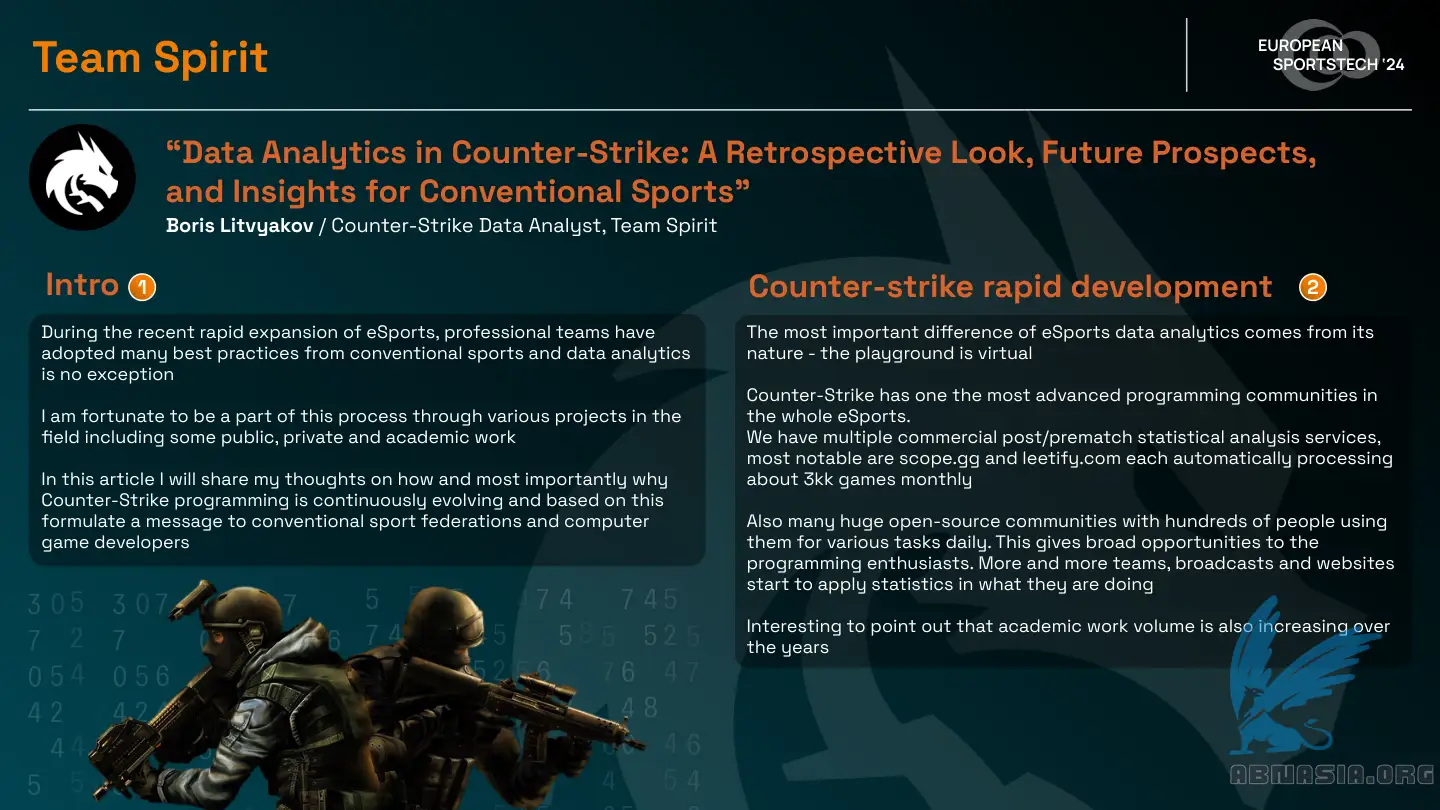 Team Spirit
EUROPEAN
SPORTSTECH ‘24
“Data Analytics in Counter-Strike: A Retrospective Look, Future Prospects,
and Insights for Conventional Sports”
Boris Litvyakov / Counter-Strike Data Analyst, Team Spirit
Intro 1
During the recent rapid expansion of eSports, professional teams have
adopted many best practices from conventional sports and data analytics
is no exception
I am fortunate to be a part of this process through various projects in the
field including some public, private and academic work
In this article I will share my thoughts on how and most importantly why
Counter-Strike programming is continuously evolving and based on this
formulate a message to conventional sport federations and computer
game developers
Counter-strike rapid development 2
The most important difference of eSports data analytics comes from its
nature - the playground is virtual
Counter-Strike has one the most advanced programming communities in
the whole eSports.
We have multiple commercial post/prematch statistical analysis services,
most notable are scope.gg and leetify.com each automatically processing
about 3kk games monthly
Also many huge open-source communities with hundreds of people using
them for various tasks daily. This gives broad opportunities to the
programming enthusiasts. More and more teams, broadcasts and websites
start to apply statistics in what they are doing
Interesting to point out that academic work volume is also increasing over
the years
ABNASIA.ORG